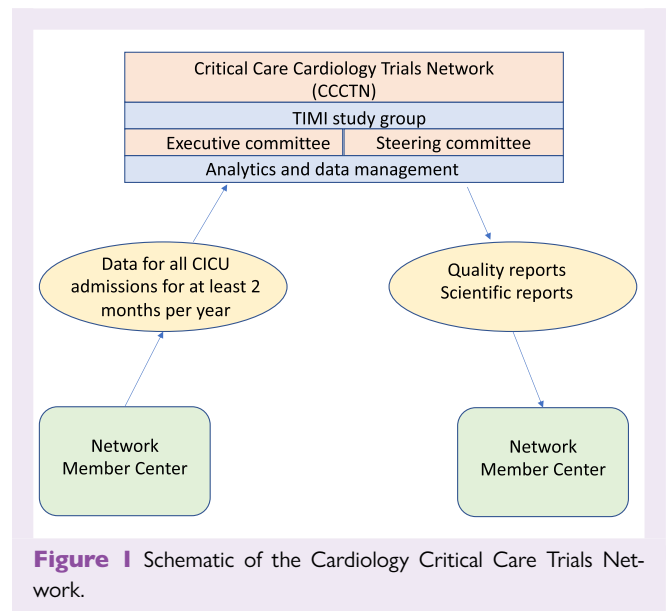 Critical Care Cardiology Trials Network
(CCCTN)
TIMI study group
Executive committee
Steering committee
Analytics and data management
Data for all CICU
admissions for at least 2
months per year
Quality reports
Scientific reports
Network
Member Center
Network
Member Center
Figure 1 Schematic of the Cardiology Critical Care Trials Net-
work.